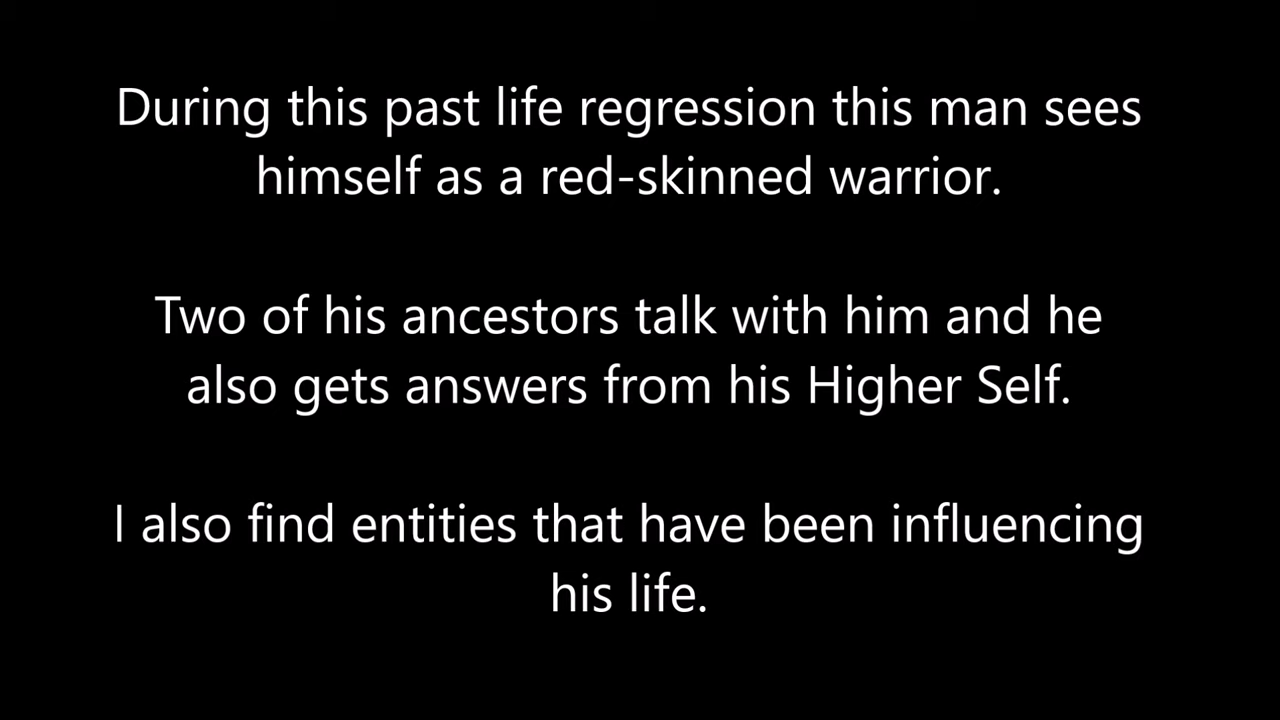 During this past life regression this man sees
himself as a red-skinned warrior.
Two of his ancestors talk with him and he
also gets answers from his Higher Self.
I also find entities that have been influencing
his life.